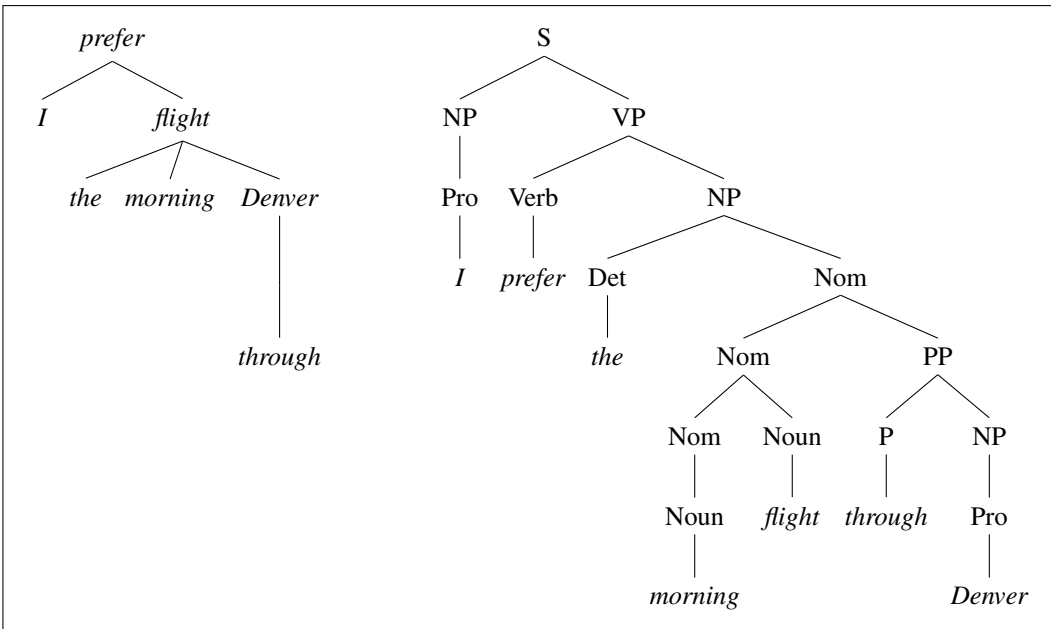 prefer S
I flight NP VP
the morning Denver Pro Verb NP
I prefer Det Nom
through the Nom PP
Nom Noun P NP
Noun flight through Pro
morning Denver